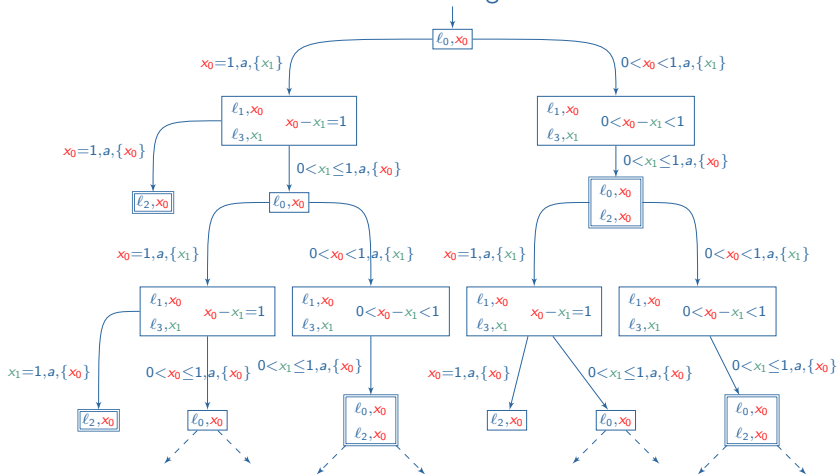 ℓ₀,x₀
x₀=1,a,{x₁}
0<x₀<1,a,{x₁}
ℓ₁,x₀
ℓ₃,x₁
x₀−x₁=1
ℓ₁,x₀
ℓ₃,x₁
0<x₀−x₁<1
x₀=1,a,{x₀}
0<x₁≤1,a,{x₀}
0<x₁≤1,a,{x₀}
ℓ₂,x₀
ℓ₀,x₀
ℓ₀,x₀
ℓ₂,x₀
x₀=1,a,{x₁}
0<x₀<1,a,{x₁}
x₀=1,a,{x₁}
0<x₀<1,a,{x₁}
ℓ₁,x₀
ℓ₃,x₁
x₀−x₁=1
ℓ₁,x₀
ℓ₃,x₁
0<x₀−x₁<1
ℓ₁,x₀
ℓ₃,x₁
x₀−x₁=1
ℓ₁,x₀
ℓ₃,x₁
0<x₀−x₁<1
x₁=1,a,{x₀}
0<x₀≤1,a,{x₀}
0<x₁≤1,a,{x₀}
x₀=1,a,{x₀}
0<x₁≤1,a,{x₀}
0<x₁≤1,a,{x₀}
ℓ₂,x₀
ℓ₀,x₀
ℓ₀,x₀
ℓ₂,x₀
ℓ₂,x₀
ℓ₀,x₀
ℓ₀,x₀
ℓ₂,x₀